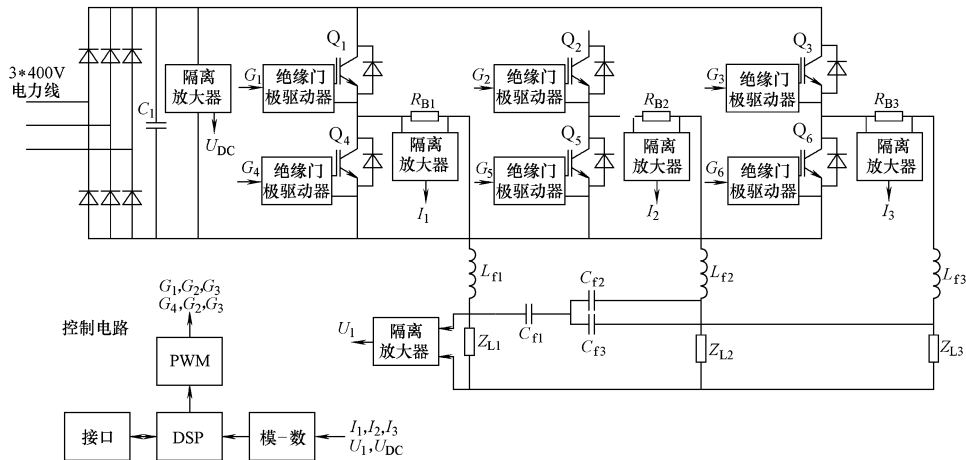 3*400V
电力线
C1
隔离
放大器
UDC
G1
绝缘门
极驱动器
Q1
G4
绝缘门
极驱动器
Q4
RB1
隔离
放大器
I1
G2
绝缘门
极驱动器
Q2
G5
绝缘门
极驱动器
Q5
RB2
隔离
放大器
I2
G3
绝缘门
极驱动器
Q3
G6
绝缘门
极驱动器
Q6
RB3
隔离
放大器
I3
Lf1
Lf2
Lf3
Cf2
Cf1
Cf3
U1
隔离
放大器
ZL1
ZL2
ZL3
控制电路
G1,G2,G3
G4,G2,G3
PWM
接口
DSP
模-数
I1,I2,I3
U1,UDC